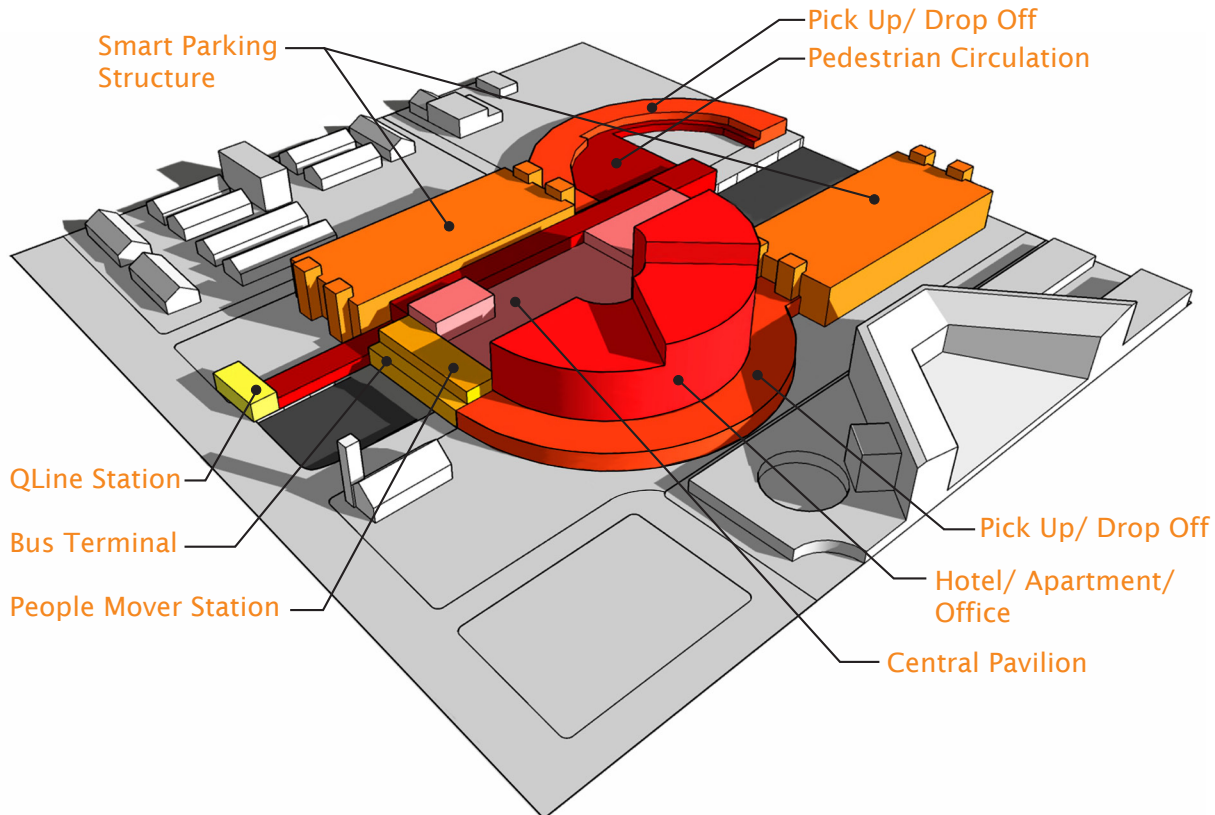 Smart Parking
Structure
Pick Up/ Drop Off
Pedestrian Circulation
QLine Station
Bus Terminal
People Mover Station
Pick Up/ Drop Off
Hotel/ Apartment/
Office
Central Pavilion